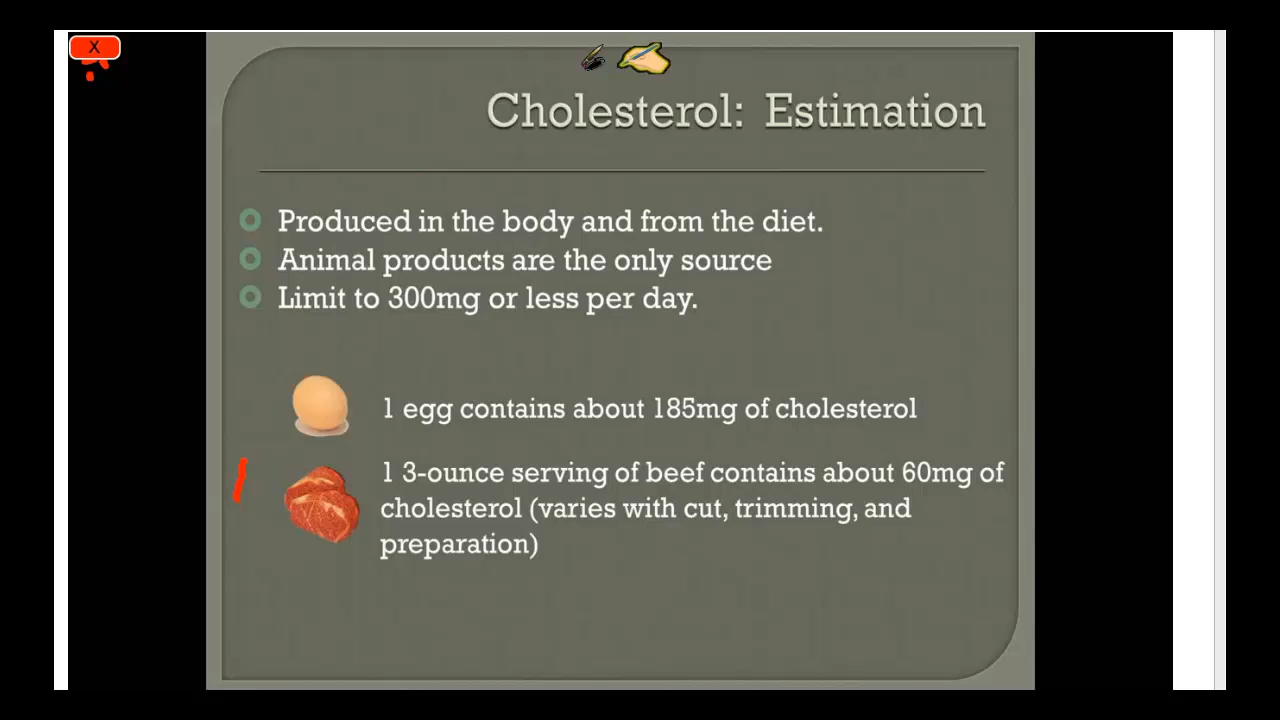 X
Cholesterol: Estimation
Produced in the body and from the diet.
Animal products are the only source
Limit to 300mg or less per day.
1 egg contains about 185mg of cholesterol
1 3-ounce serving of beef contains about 60mg of
cholesterol (varies with cut, trimming, and
preparation)